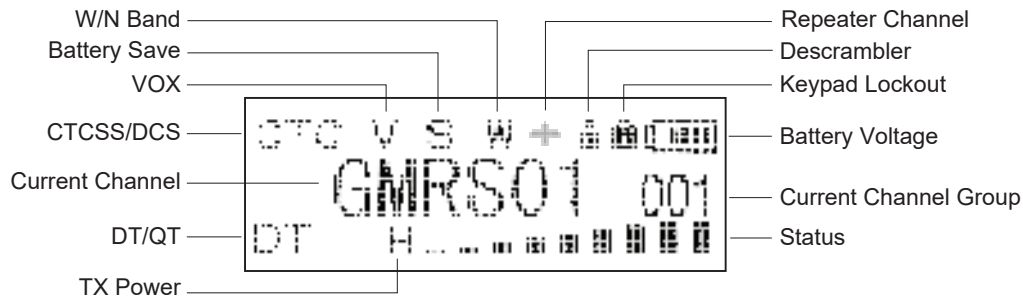 W/N Band
Battery Save
VOX
CTCSS/DCS
Current Channel
DT/QT
TX Power
Repeater Channel
Descrambler
Keypad Lockout
Battery Voltage
Current Channel Group
Status
CTC V S W +
GMRS01 001
DT H